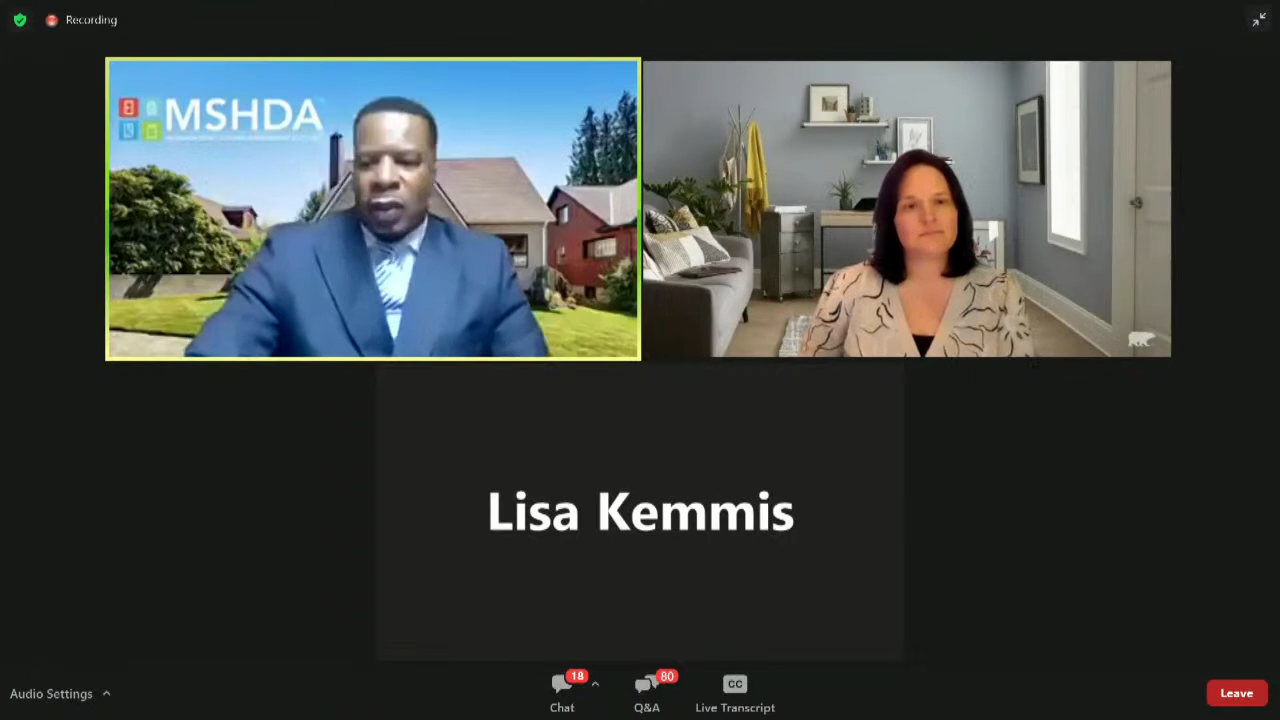 Recording
MSHDA
Lisa Kemmis
Audio Settings
18
Chat
80
Q&A
CC
Live Transcript
Leave